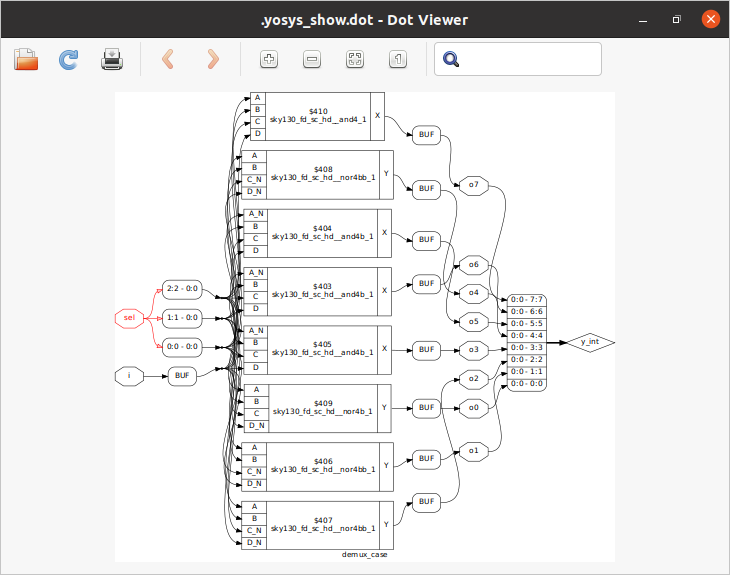 .yosys_show.dot - Dot Viewer
1
A
B
C
D
$410
sky130_fd_sc_hd__and4_1
X
BUF
A
B
C_N
D_N
$408
sky130_fd_sc_hd__nor4bb_1
Y
BUF
o7
A_N
B
C
D
$404
sky130_fd_sc_hd__and4b_1
X
BUF
A_N
B
C
D
$403
sky130_fd_sc_hd__and4b_1
X
BUF
o6
o4
o5
sel
2:2 - 0:0
1:1 - 0:0
0:0 - 0:0
i
BUF
A_N
B
C
D
$405
sky130_fd_sc_hd__and4b_1
X
BUF
o3
0:0 - 7:7
0:0 - 6:6
0:0 - 5:5
0:0 - 4:4
0:0 - 3:3
0:0 - 2:2
0:0 - 1:1
0:0 - 0:0
y_int
A
B
C
D_N
$409
sky130_fd_sc_hd__nor4b_1
Y
BUF
o2
o0
o1
A
B
C_N
D_N
$406
sky130_fd_sc_hd__nor4bb_1
Y
BUF
A
B
C_N
D_N
$407
sky130_fd_sc_hd__nor4bb_1
Y
BUF
demux_case